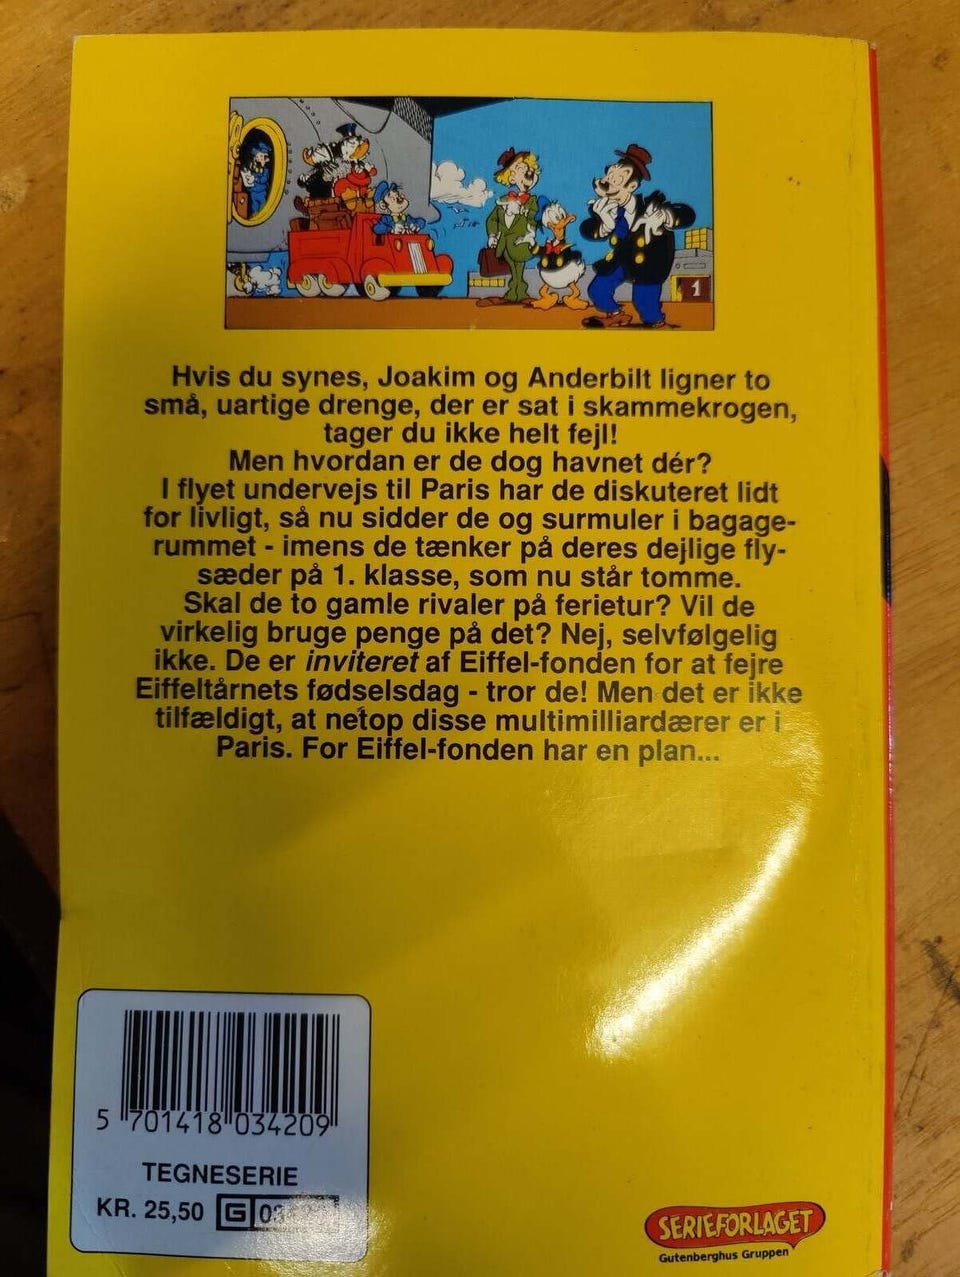 1
Hvis du synes, Joakim og Anderbilt ligner to
små, uartige drenge, der er sat i skammekrogen,
tager du ikke helt fejl!
Men hvordan er de dog havnet dér?
I flyet undervejs til Paris har de diskuteret lidt
for livligt, så nu sidder de og surmuler i bagage-
rummet - imens de tænker på deres dejlige fly-
sæder på 1. klasse, som nu står tomme.
Skal de to gamle rivaler på ferietur? Vil de
virkelig bruge penge på det? Nej, selvfølgelig
ikke. De er inviteret af Eiffel-fonden for at fejre
Eiffeltårnets fødselsdag - tror de! Men det er ikke
tilfældigt, at netop disse multimilliardærer er i
Paris. For Eiffel-fonden har en plan...
5 701418 034209
TEGNESERIE
KR. 25,50 G
SERIEFORLAGET
Gutenberghus Gruppen